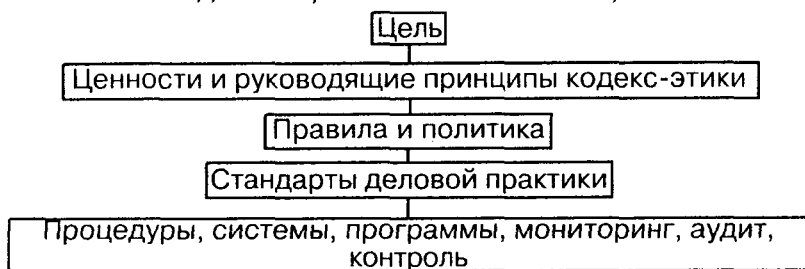 Цель
Ценности и руководящие принципы кодекс-этики
Правила и политика
Стандарты деловой практики
Процедуры, системы, программы, мониторинг, аудит,
контроль